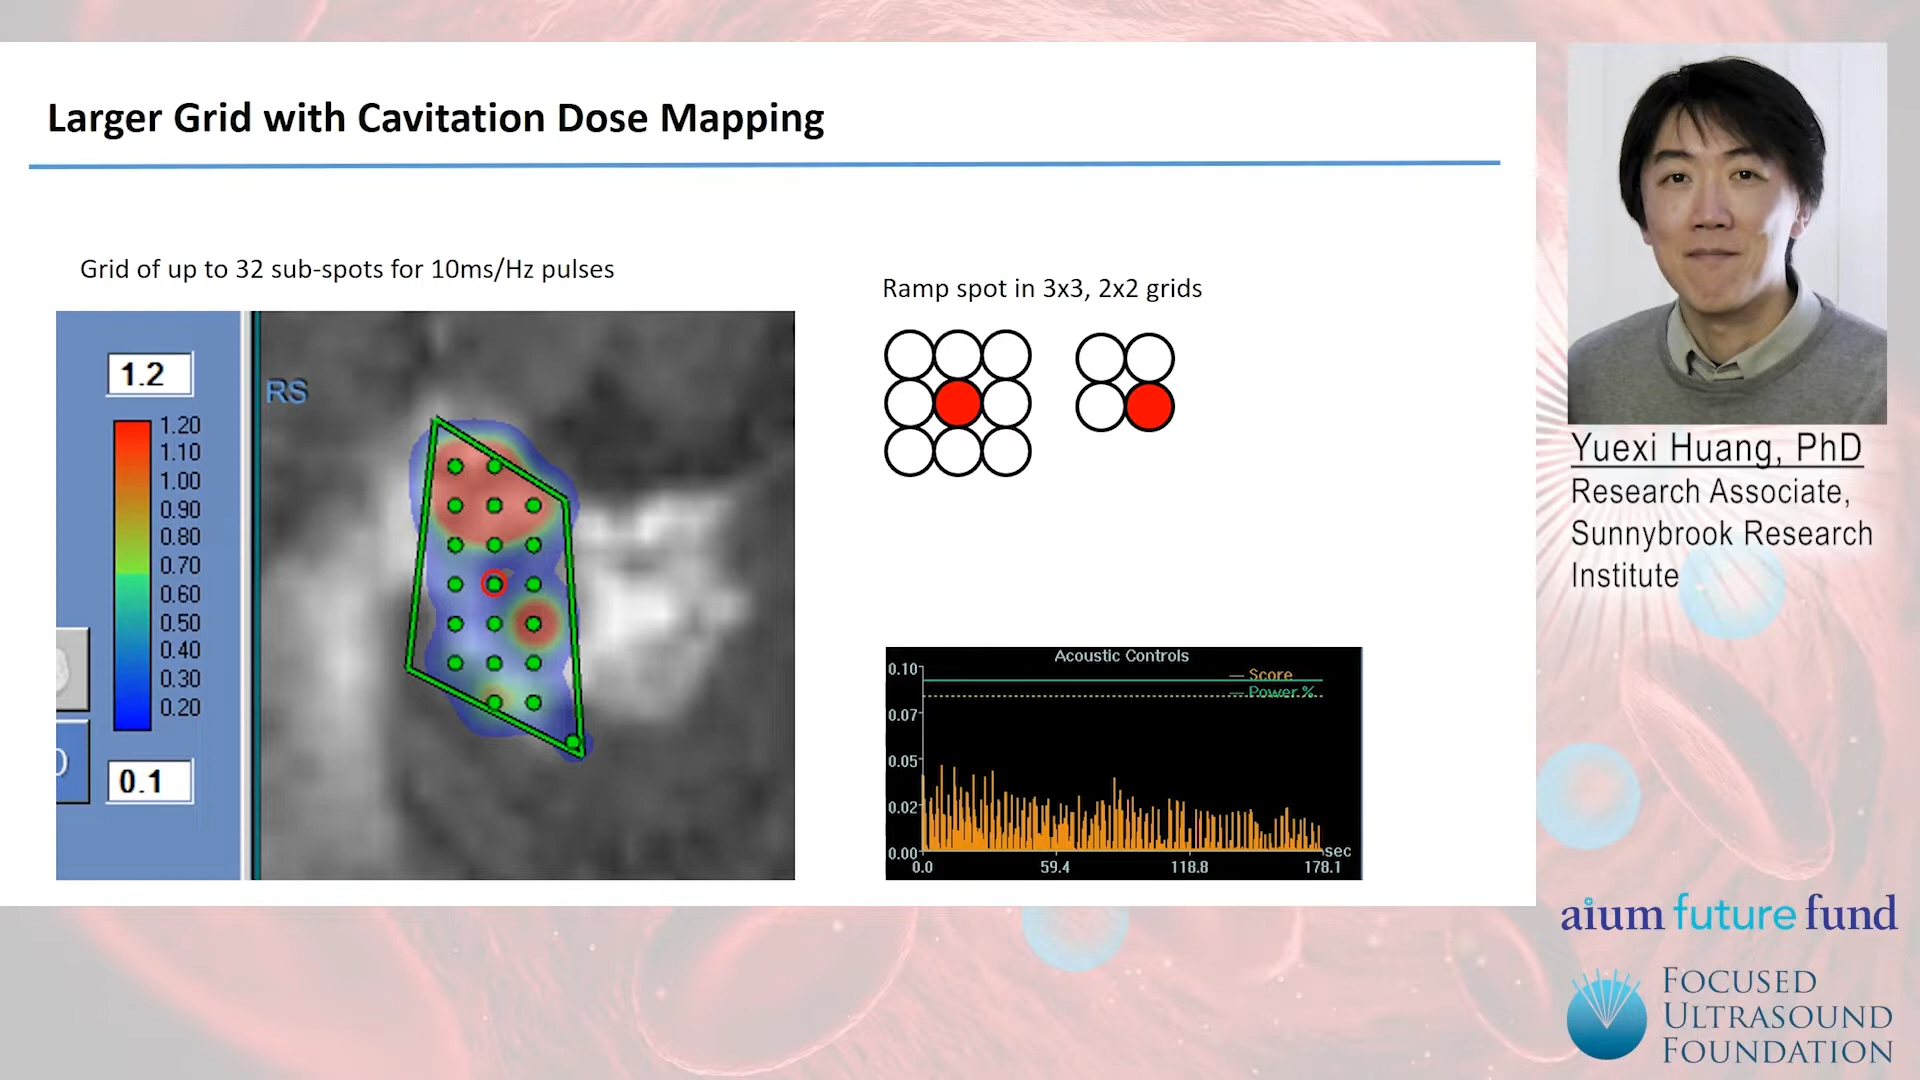 Larger Grid with Cavitation Dose Mapping
Grid of up to 32 sub-spots for 10ms/Hz pulses
1.2
1.20
1.10
1.00
0.90
0.80
0.70
0.60
0.50
0.40
0.30
0.20
0.1
RS
Ramp spot in 3x3, 2x2 grids
Acoustic Controls
Score
Power %
0.10
0.07
0.05
0.02
0.00
sec
0.0
59.4
118.8
178.1
Yuexi Huang, PhD
Research Associate,
Sunnybrook Research
Institute
aium future fund
FOCUSED
ULTRASOUND
FOUNDATION